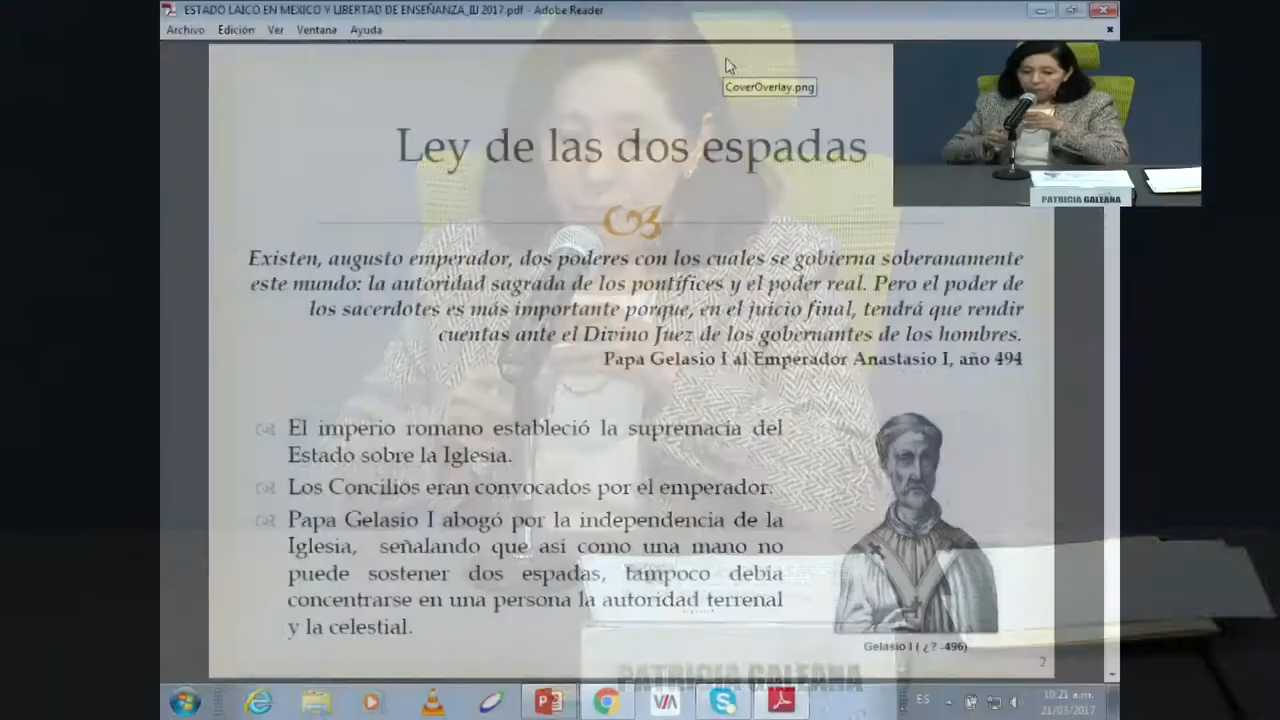 ESTADO LAICO EN MEXICO Y LIBERTAD DE ENSEÑANZA_IJ 2017.pdf - Adobe Reader
Archivo Edición Ver Ventana Ayuda
CoverOverlay.png
PATRICIA GALEANA
Ley de las dos espadas
Existen, augusto emperador, dos poderes con los cuales se gobierna soberanamente
este mundo: la autoridad sagrada de los pontífices y el poder real. Pero el poder de
los sacerdotes es más importante porque, en el juicio final, tendrá que rendir
cuentas ante el Divino Juez de los gobernantes de los hombres.
Papa Gelasio I al Emperador Anastasio I, año 494
El imperio romano estableció la supremacía del
Estado sobre la Iglesia.
Los Concilios eran convocados por el emperador.
Papa Gelasio I abogó por la independencia de la
Iglesia, señalando que así como una mano no
puede sostener dos espadas, tampoco debía
concentrarse en una persona la autoridad terrenal
y la celestial.
Gelasio I ( ¿? -496)
2
PATRICIA GALEANA
VIA
ES
10:21 a.m.
21/03/2017